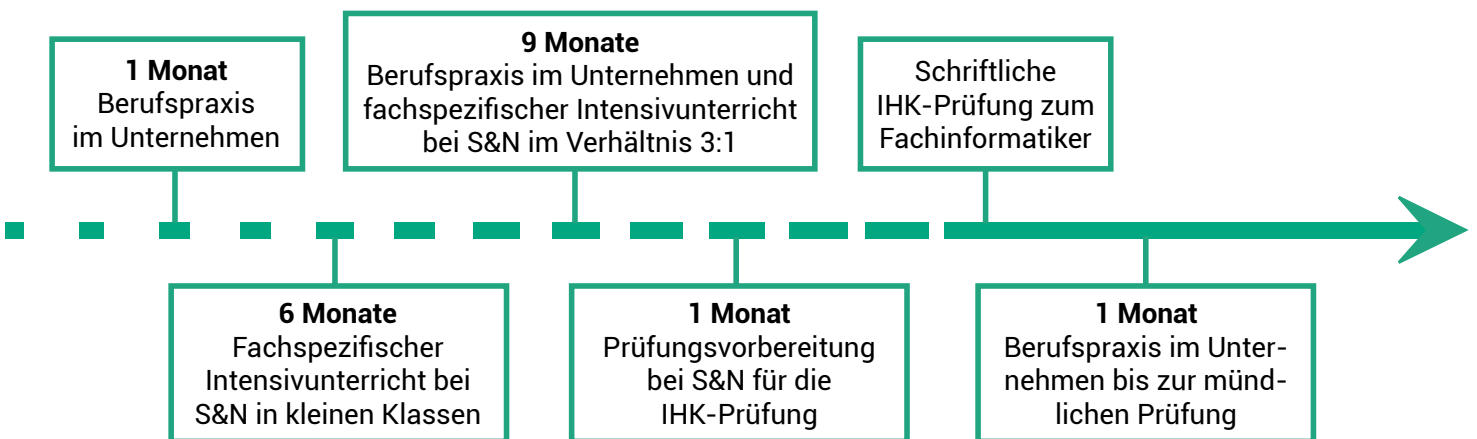 1 Monat
Berufspraxis
im Unternehmen
6 Monate
Fachspezifischer
Intensivunterricht bei
S&N in kleinen Klassen
9 Monate
Berufspraxis im Unternehmen und
fachspezifischer Intensivunterricht
bei S&N im Verhältnis 3:1
1 Monat
Prüfungsvorbereitung
bei S&N für die
IHK-Prüfung
Schriftliche
IHK-Prüfung zum
Fachinformatiker
1 Monat
Berufspraxis im Unter-
nehmen bis zur münd-
lichen Prüfung